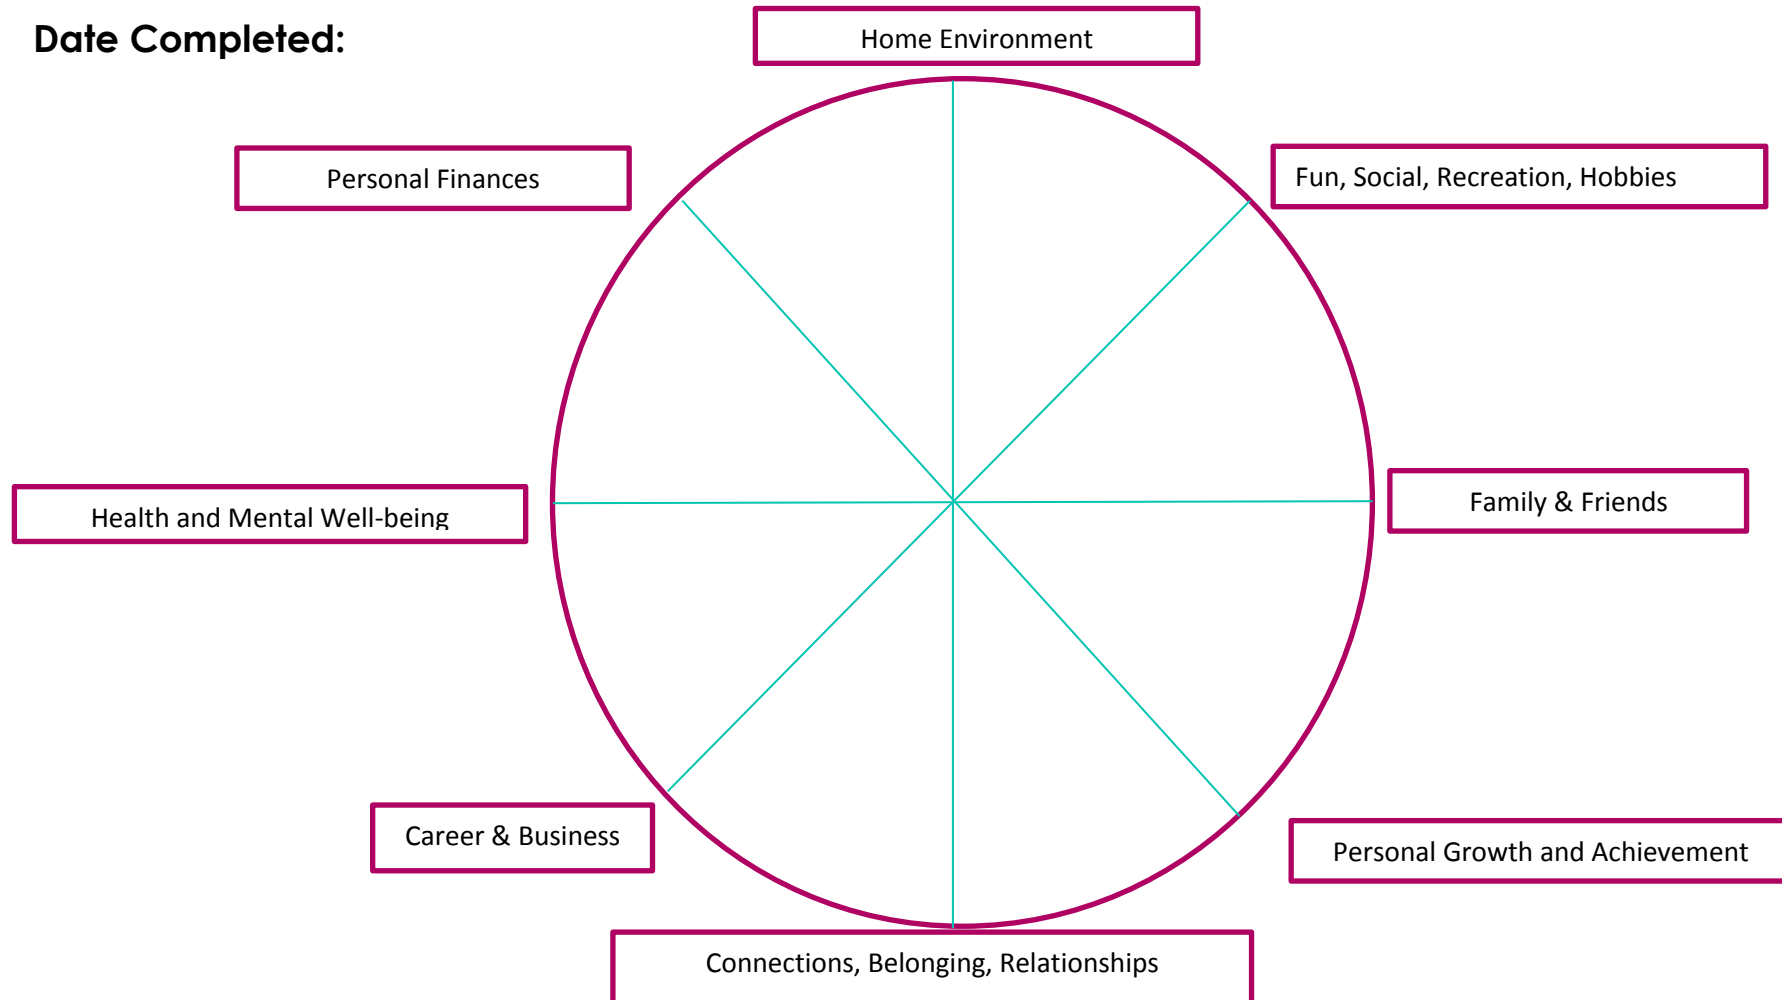 Date Completed:
Home Environment
Personal Finances
Fun, Social, Recreation, Hobbies
Health and Mental Well-being
Family & Friends
Career & Business
Personal Growth and Achievement
Connections, Belonging, Relationships